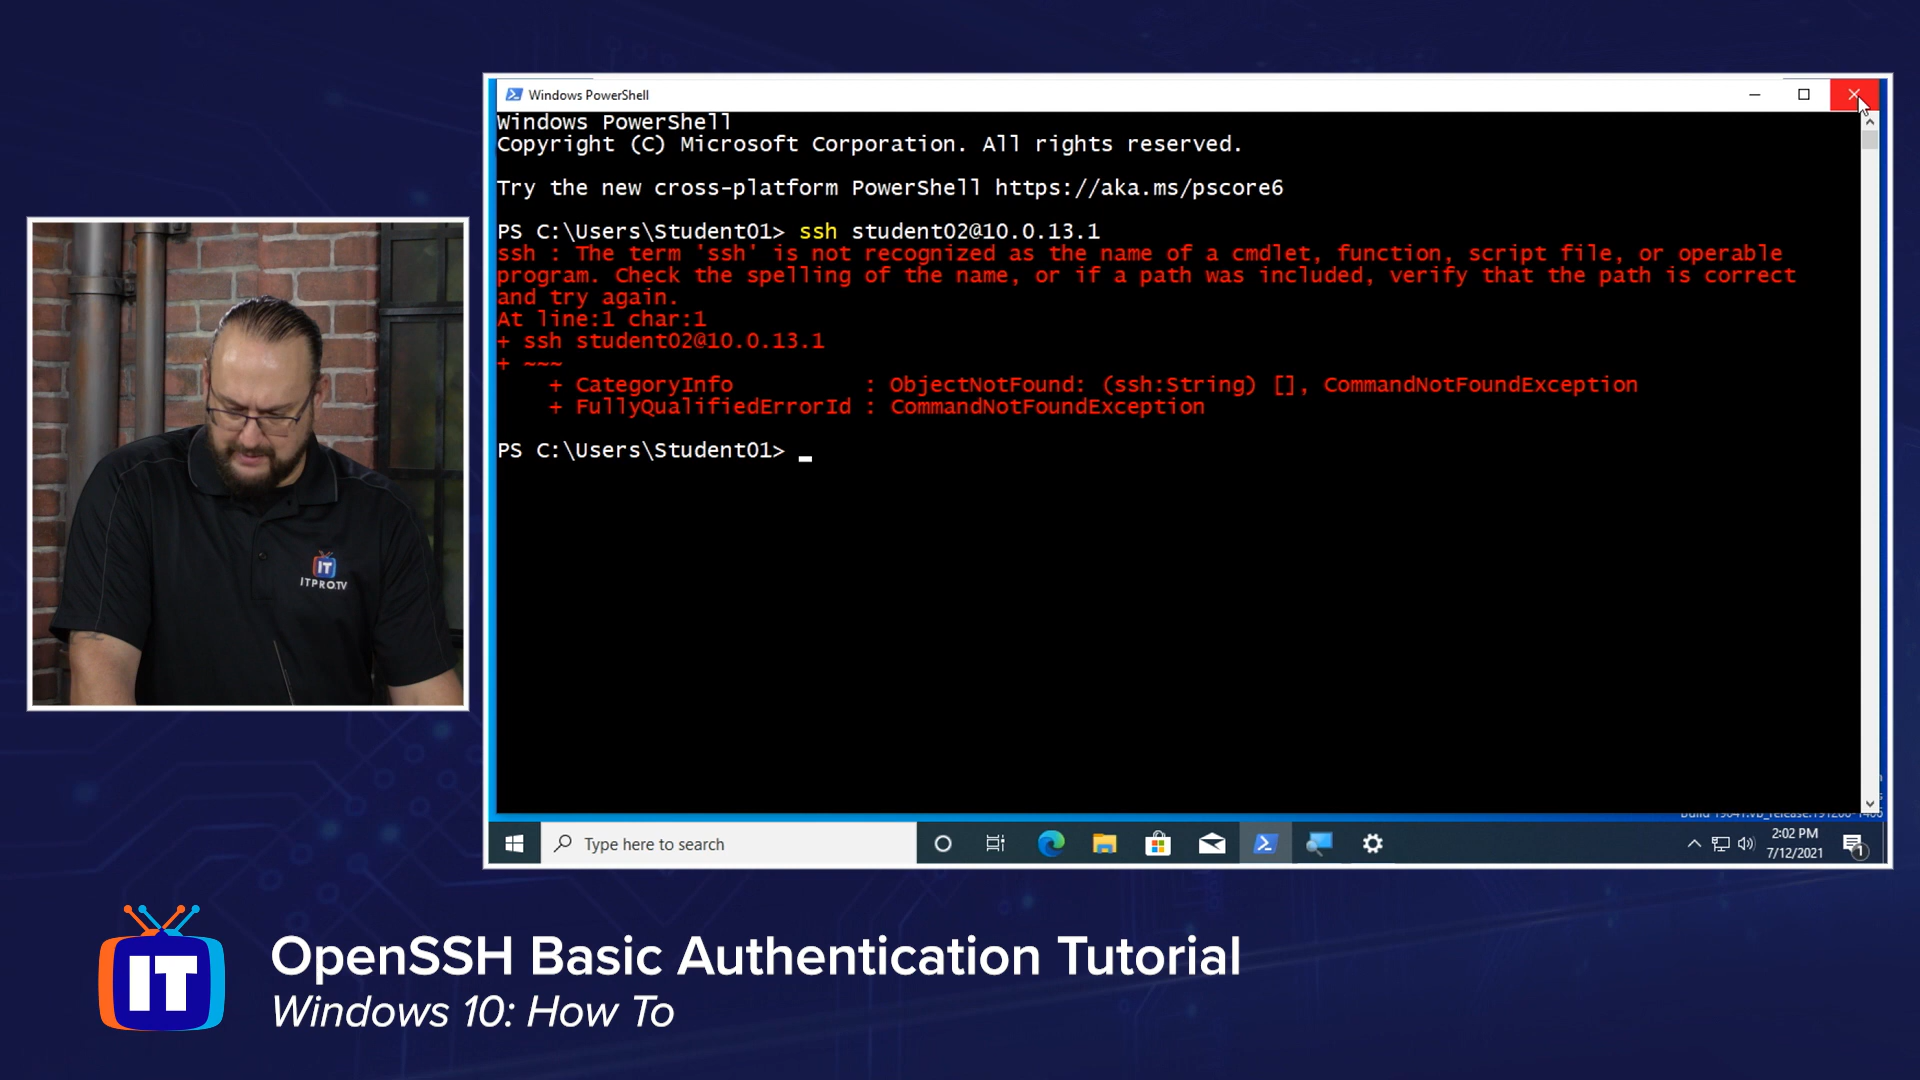 Windows PowerShell
Windows PowerShell
Copyright (C) Microsoft Corporation. All rights reserved.
Try the new cross-platform PowerShell https://aka.ms/pscore6
PS C:\Users\Student01> ssh student02@10.0.13.1
ssh : The term 'ssh' is not recognized as the name of a cmdlet, function, script file, or operable
program. Check the spelling of the name, or if a path was included, verify that the path is correct
and try again.
At line:1 char:1
+ ssh student02@10.0.13.1
+ ~~~
+ CategoryInfo : ObjectNotFound: (ssh:String) [], CommandNotFoundException
+ FullyQualifiedErrorId : CommandNotFoundException
PS C:\Users\Student01> _
IT
ITPRO.TV
Type here to search
2:02 PM
7/12/2021
1
IT
OpenSSH Basic Authentication Tutorial
Windows 10: How To